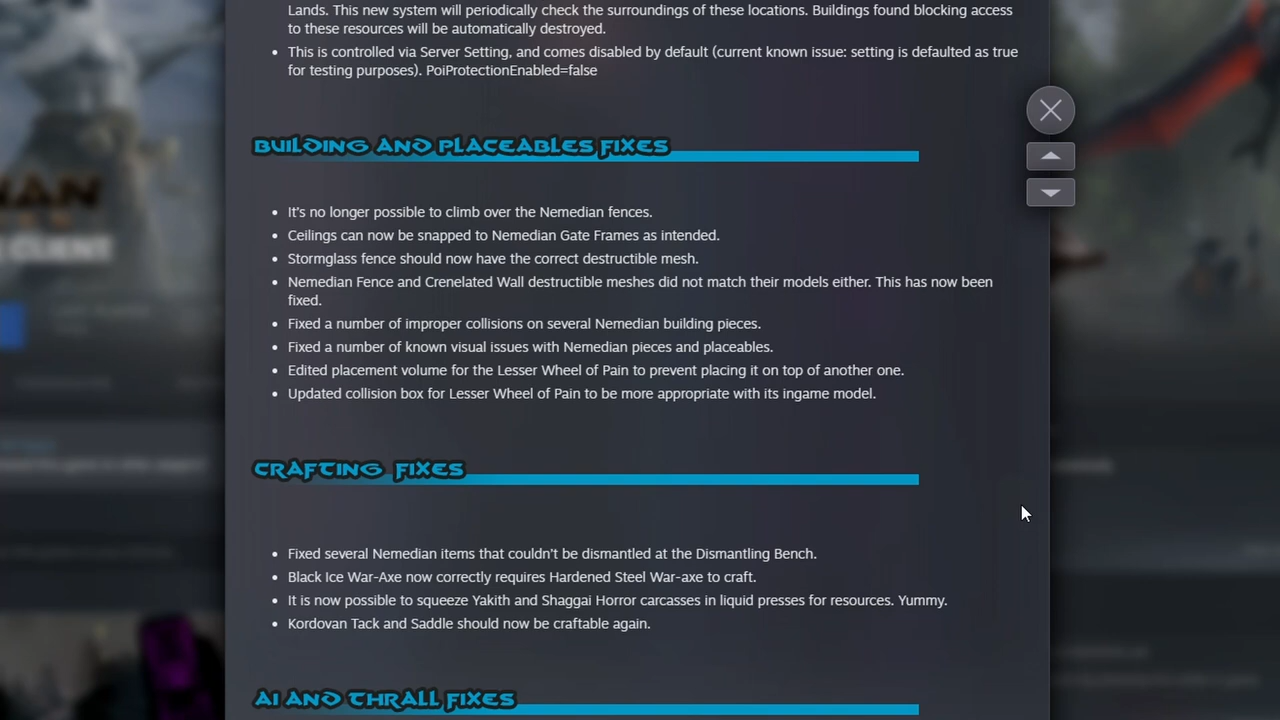 Lands. This new system will periodically check the surroundings of these locations. Buildings found blocking access
to these resources will be automatically destroyed.
• This is controlled via Server Setting, and comes disabled by default (current known issue: setting is defaulted as true
for testing purposes). PoiProtectionEnabled=false
BUILDING AND PLACEABLES FIXES
• It's no longer possible to climb over the Nemedian fences.
• Ceilings can now be snapped to Nemedian Gate Frames as intended.
• Stormglass fence should now have the correct destructible mesh.
• Nemedian Fence and Crenelated Wall destructible meshes did not match their models either. This has now been
fixed.
• Fixed a number of improper collisions on several Nemedian building pieces.
• Fixed a number of known visual issues with Nemedian pieces and placeables.
• Edited placement volume for the Lesser Wheel of Pain to prevent placing it on top of another one.
• Updated collision box for Lesser Wheel of Pain to be more appropriate with its ingame model.
CRAFTING FIXES
• Fixed several Nemedian items that couldn't be dismantled at the Dismantling Bench.
• Black Ice War-Axe now correctly requires Hardened Steel War-axe to craft.
• It is now possible to squeeze Yakith and Shaggai Horror carcasses in liquid presses for resources. Yummy.
• Kordovan Tack and Saddle should now be craftable again.
AI AND THRALL FIXES